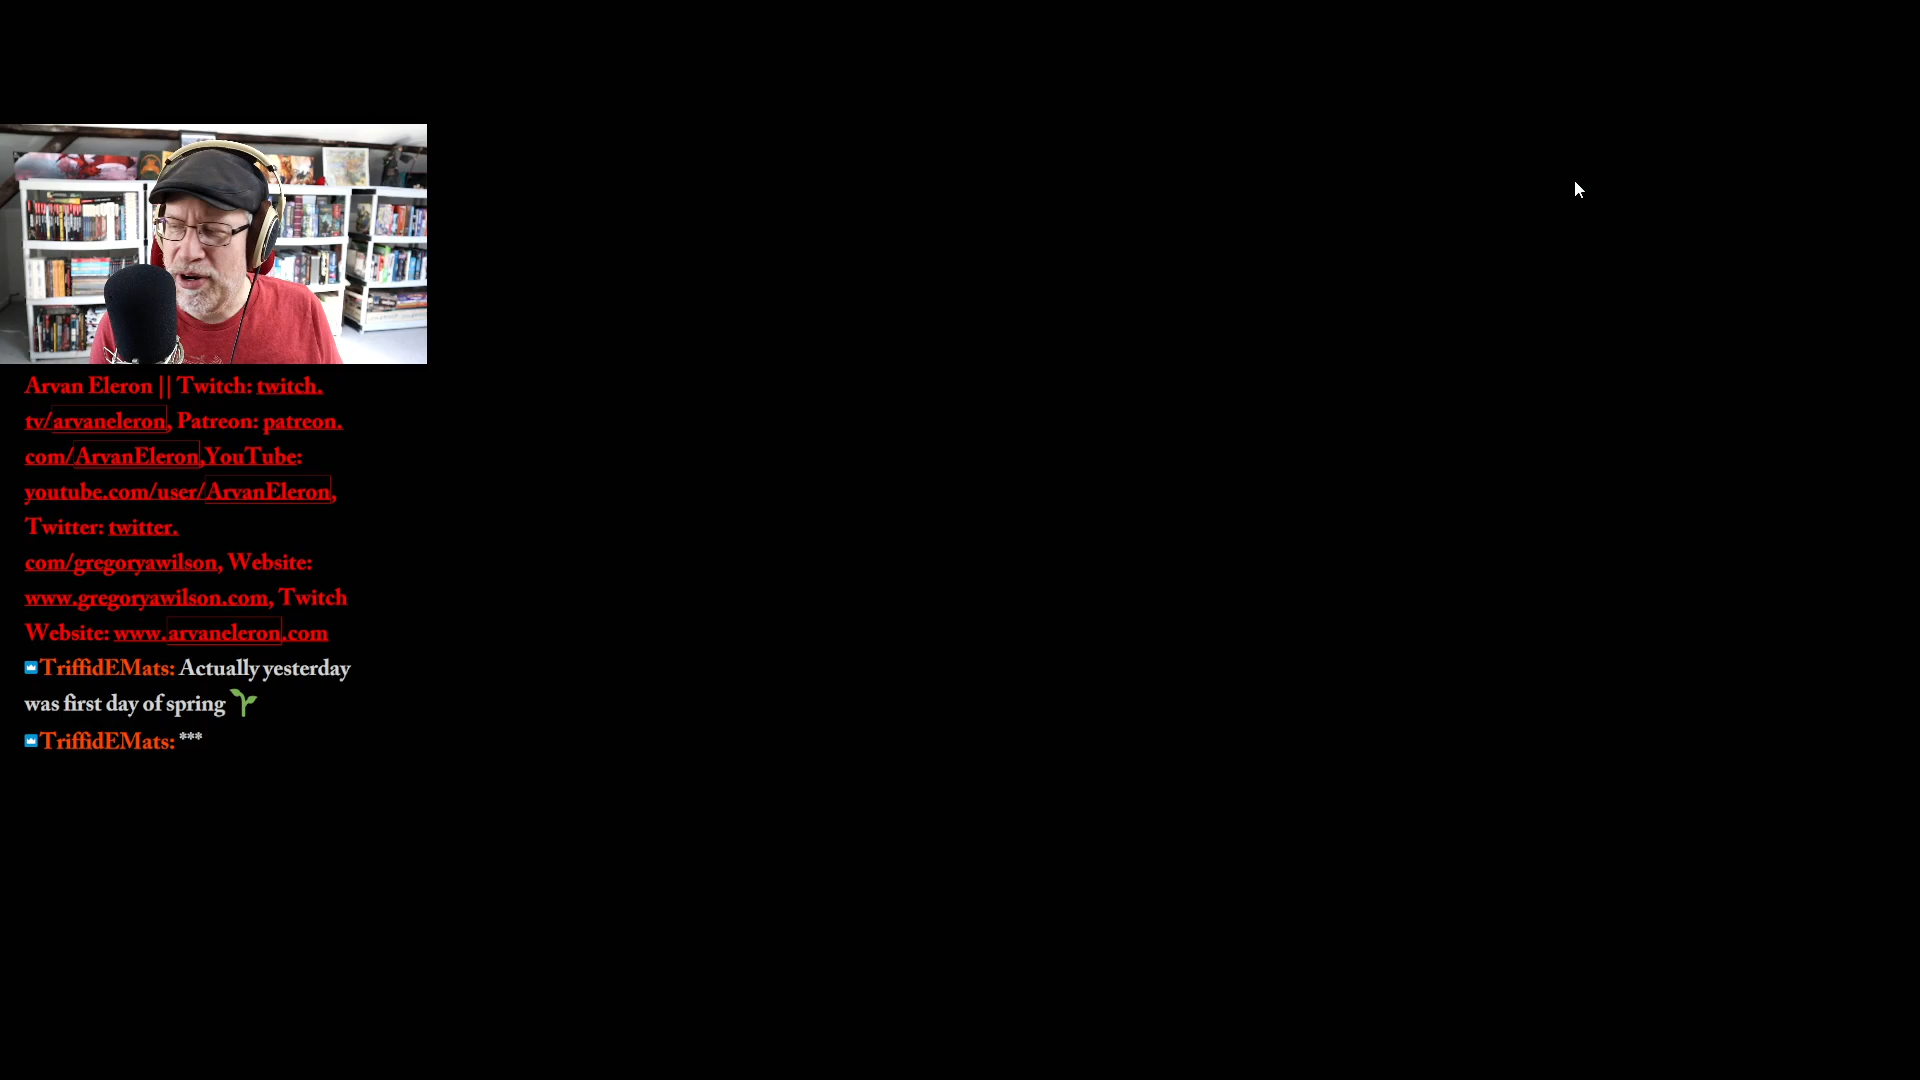 Arvan Eleron || Twitch: twitch.
tv/arvaneleron, Patreon: patreon.
com/ArvanEleron,YouTube:
youtube.com/user/ArvanEleron,
Twitter: twitter.
com/gregoryawilson, Website:
www.gregoryawilson.com, Twitch
Website: www.arvaneleron.com
TriffidEMats: Actually yesterday
was first day of spring
TriffidEMats: ***